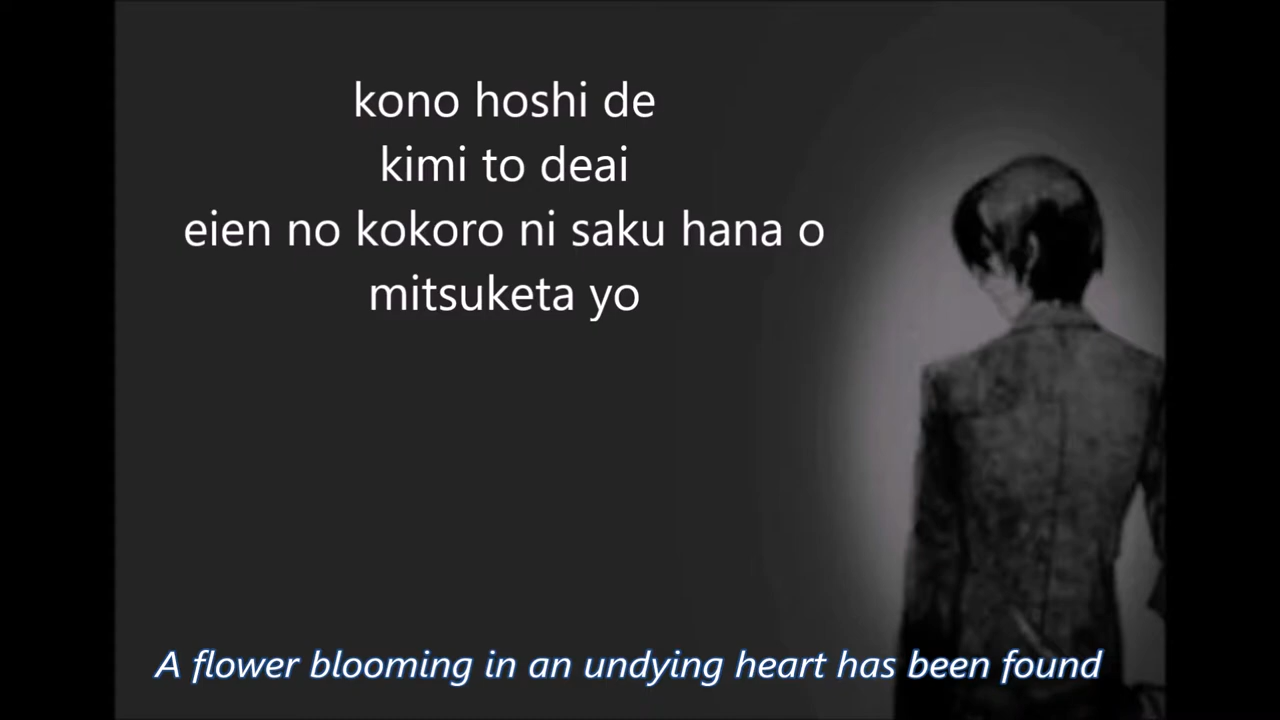 kono hoshi de
kimi to deai
eien no kokoro ni saku hana o
mitsuketa yo
A flower blooming in an undying heart has been found